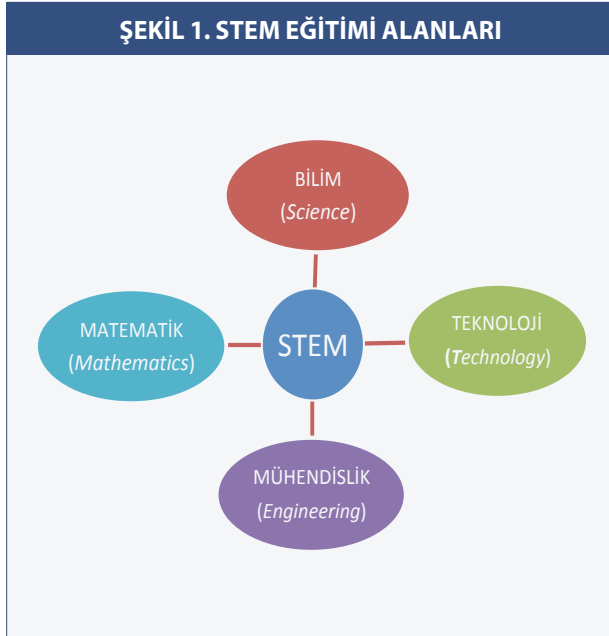 ŞEKİL 1. STEM EĞİTİMİ ALANLARI
BİLİM
(Science)
MATEMATİK
(Mathematics)
STEM
TEKNOLOJİ
(Technology)
MÜHENDİSLİK
(Engineering)